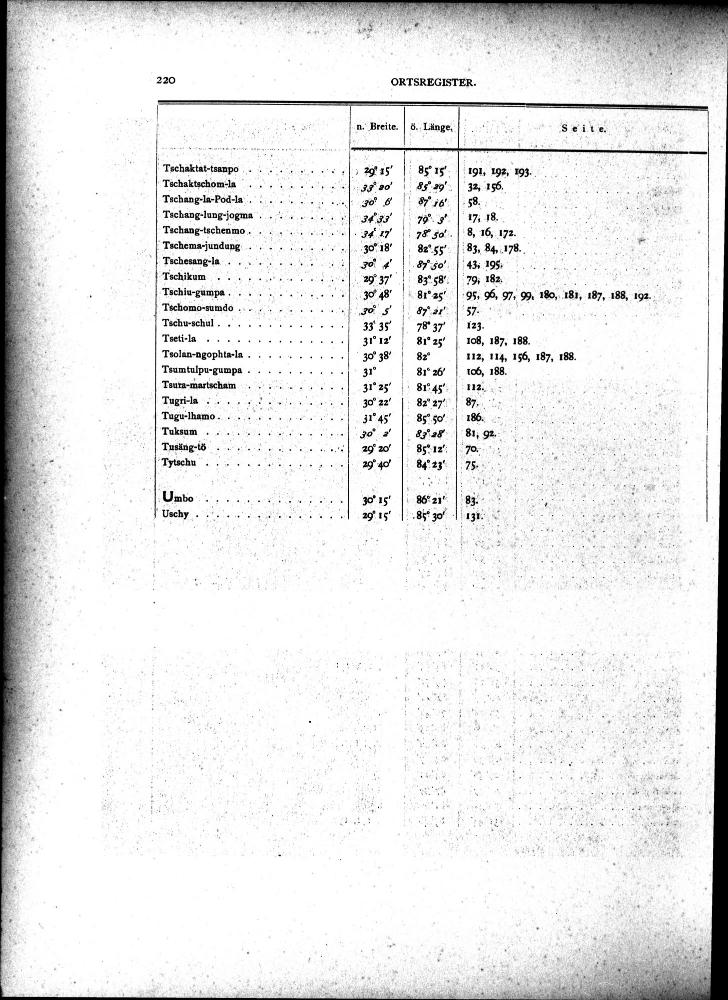 220 ORTSREGISTER.
n. Breite. ö. Länge. Seite.
Tschaktat-tsanpo . . . . . . . . . . 29° 15′ 85° 15′ 191, 192, 193.
Tschaktschom-la . . . . . . . . . . 33° 20′ 85° 29′ 32, 156.
Tschang-la-Pod-la . . . . . . . . . . 30° 6′ 87° 16′ 58.
Tschang-lung-jogma . . . . . . . . . 34° 33′ 79° 3′ 17, 18.
Tschang-tschenmo . . . . . . . . . . 34° 17′ 78° 50′ 8, 16, 172.
Tschema-jundung . . . . . . . . . . 30° 18′ 82° 55′ 83, 84, 178.
Tschesang-la . . . . . . . . . . . . 30° 4′ 87° 50′ 43, 195.
Tschikum . . . . . . . . . . . . . 29° 37′ 83° 58′ 79, 182.
Tschiu-gumpa . . . . . . . . . . . . 30° 48′ 81° 25′ 95, 96, 97, 99, 180, 181, 187, 188, 192.
Tschomo-sumdo . . . . . . . . . . . 30° 5′ 87° 21′ 57.
Tschu-schul . . . . . . . . . . . . . 33° 35′ 78° 37′ 123.
Tseti-la . . . . . . . . . . . . . . 31° 12′ 81° 25′ 108, 187, 188.
Tsolan-ngophta-la . . . . . . . . . . 30° 38′ 82° 112, 114, 156, 187, 188.
Tsumtulpu-gumpa . . . . . . . . . . 31° 81° 26′ 106, 188.
Tsura-martscham . . . . . . . . . . 31° 25′ 81° 45′ 112.
Tugri-la . . . . . . . . . . . . . . 30° 22′ 82° 27′ 87.
Tugu-lhamo . . . . . . . . . . . . . 31° 45′ 85° 50′ 186.
Tuksum . . . . . . . . . . . . . . 30° 2′ 83° 28′ 81, 92.
Tusäng-tö . . . . . . . . . . . . . 29° 20′ 85° 12′ 70.
Tytschu . . . . . . . . . . . . . . 29° 40′ 84° 23′ 75.
Umbo . . . . . . . . . . . . . . 30° 15′ 86° 21′ 83.
Uschy . . . . . . . . . . . . . . . 29° 15′ 85° 30′ 131.